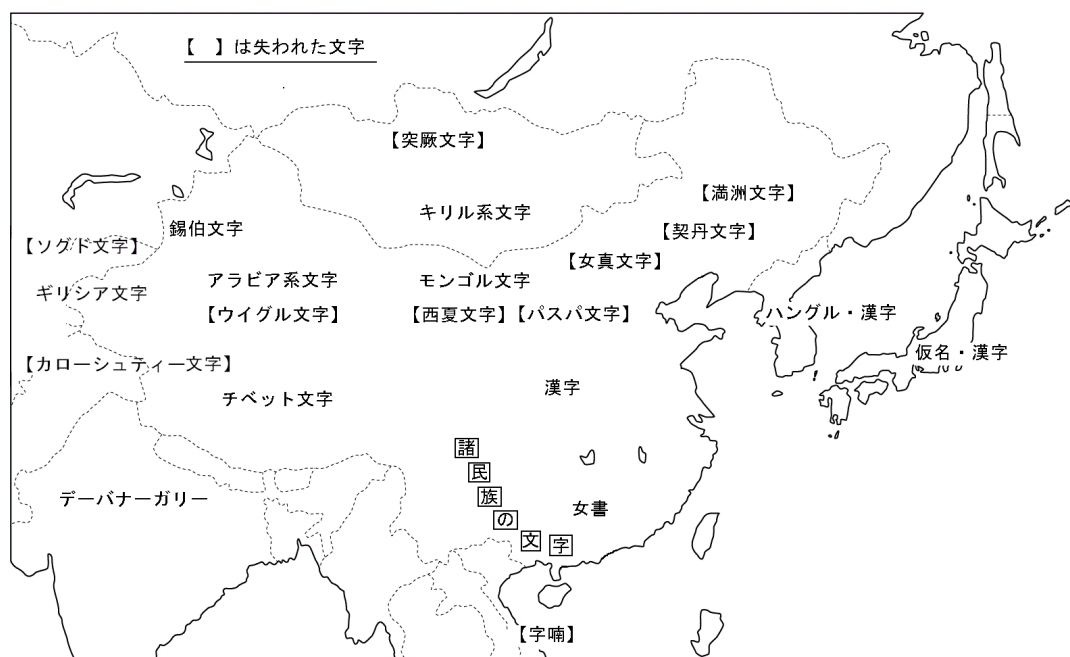 【　】は失われた文字
【突厥文字】
【満洲文字】
キリル系文字
錫伯文字
【契丹文字】
【ソグド文字】
【女真文字】
アラビア系文字
モンゴル文字
ギリシア文字
【ウイグル文字】
【西夏文字】
【パスパ文字】
ハングル・漢字
仮名・漢字
【カローシュティー文字】
漢字
チベット文字
諸民族の文字
デーバナーガリー
女書
【字喃】